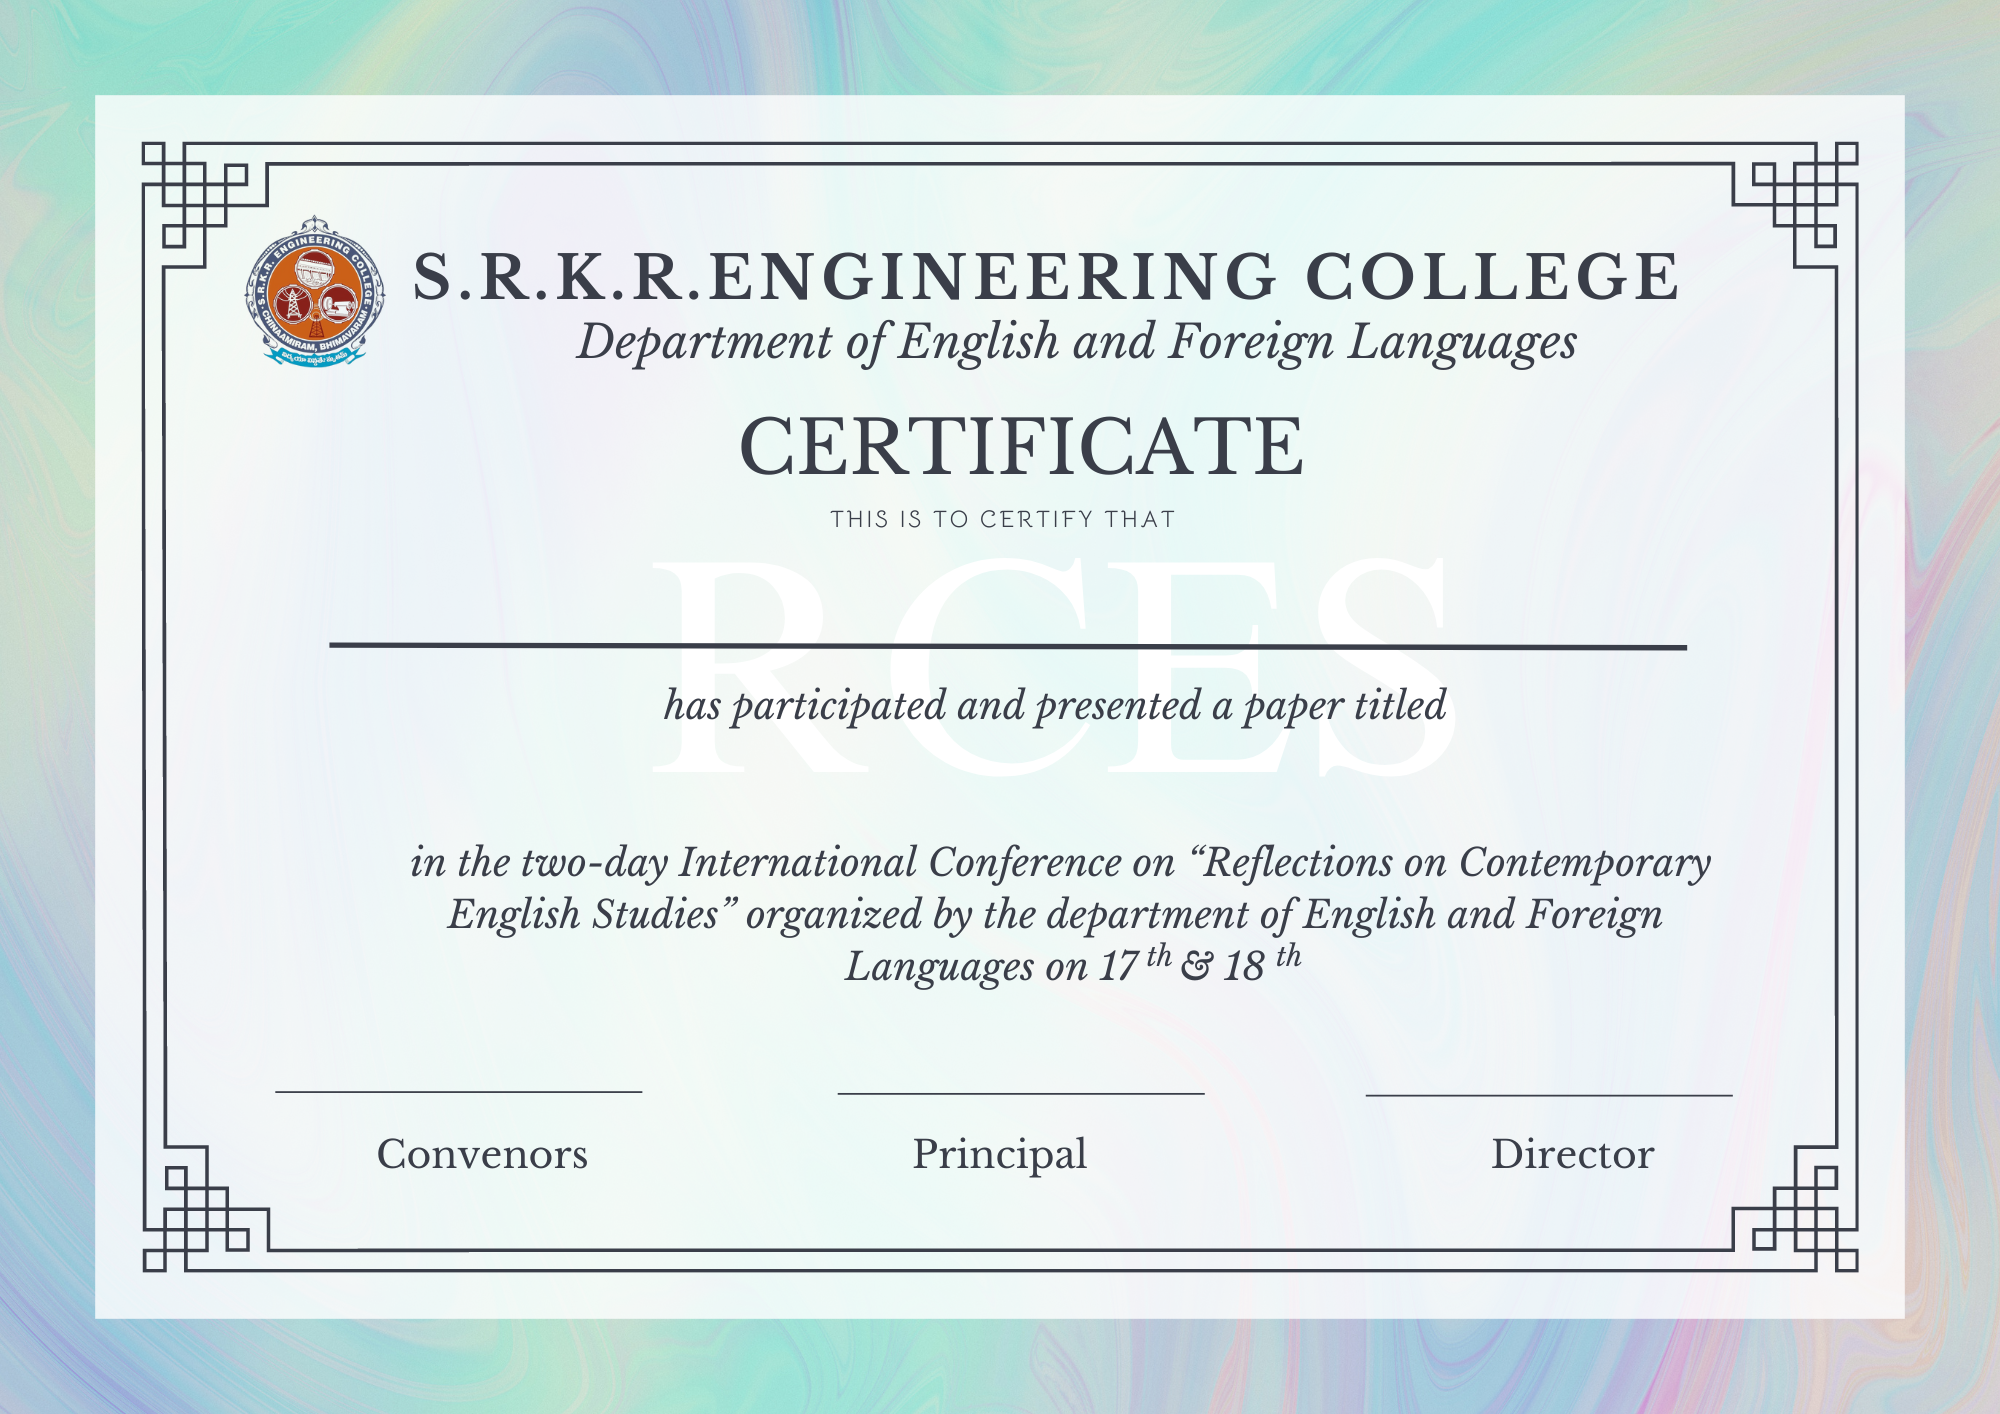 S.R.K.R. ENGINEERING COLLEGE
CHINAAMIRAM, BHIMAVARAM
S.R.K.R.ENGINEERING COLLEGE
Department of English and Foreign Languages
CERTIFICATE
THIS IS TO CERTIFY THAT
RCES
has participated and presented a paper titled
in the two-day International Conference on “Reflections on Contemporary
English Studies” organized by the department of English and Foreign
Languages on 17 th & 18 th
Convenors
Principal
Director